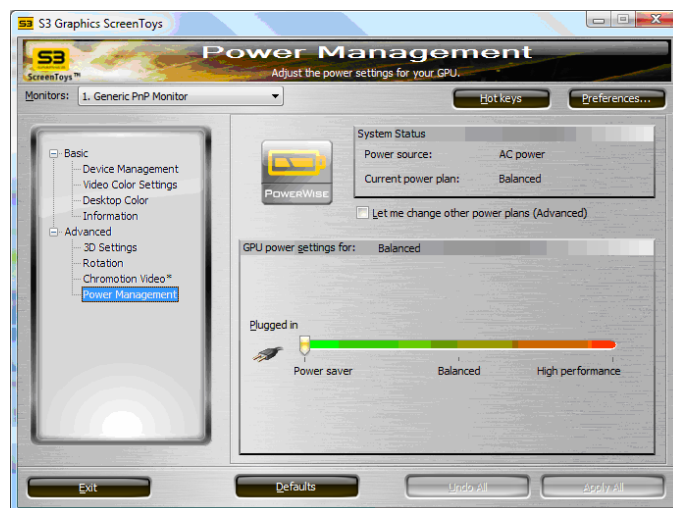 S3 S3 Graphics ScreenToys
S3
ScreenToys™
Power Management
Adjust the power settings for your GPU.
Monitors: 1. Generic PnP Monitor
Hot keys
Preferences...
Basic
Device Management
Video Color Settings
Desktop Color
Information
Advanced
3D Settings
Rotation
Chromotion Video*
Power Management
POWERWISE
System Status
Power source: AC power
Current power plan: Balanced
Let me change other power plans (Advanced)
GPU power settings for: Balanced
Plugged in
Power saver Balanced High performance
Exit Defaults Undo All Apply All